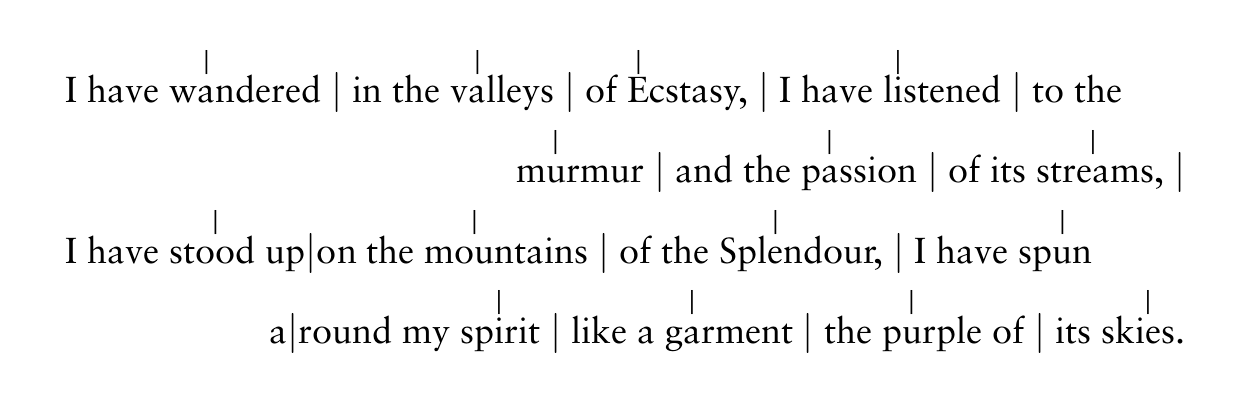 I have wandered | in the valleys | of Ecstasy, | I have listened | to the
murmur | and the passion | of its streams, |
I have stood up|on the mountains | of the Splendour, | I have spun
a|round my spirit | like a garment | the purple of | its skies.